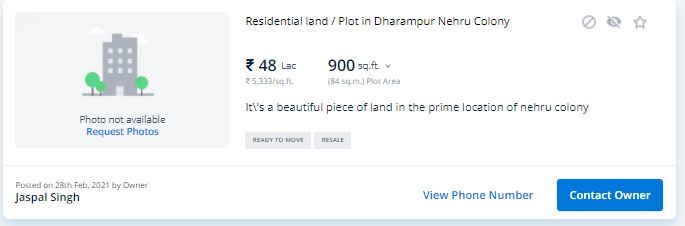 Residential land / Plot in Dharampur Nehru Colony
₹ 48 Lac 900 sq.ft.
₹ 5,333/sq.ft. (84 sq.m.) Plot Area
Photo not available
Request Photos
It\'s a beautiful piece of land in the prime location of nehru colony
READY TO MOVE RESALE
Posted on 28th Feb, 2021 by Owner
Jaspal Singh
View Phone Number
Contact Owner